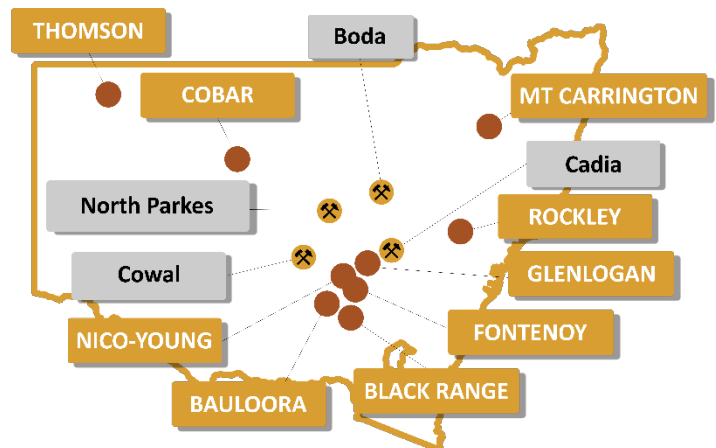 THOMSON
Boda
COBAR
MT CARRINGTON
Cadia
North Parkes
ROCKLEY
Cowal
GLENLOGAN
NICO-YOUNG
FONTENOY
BLACK RANGE
BAULOORA